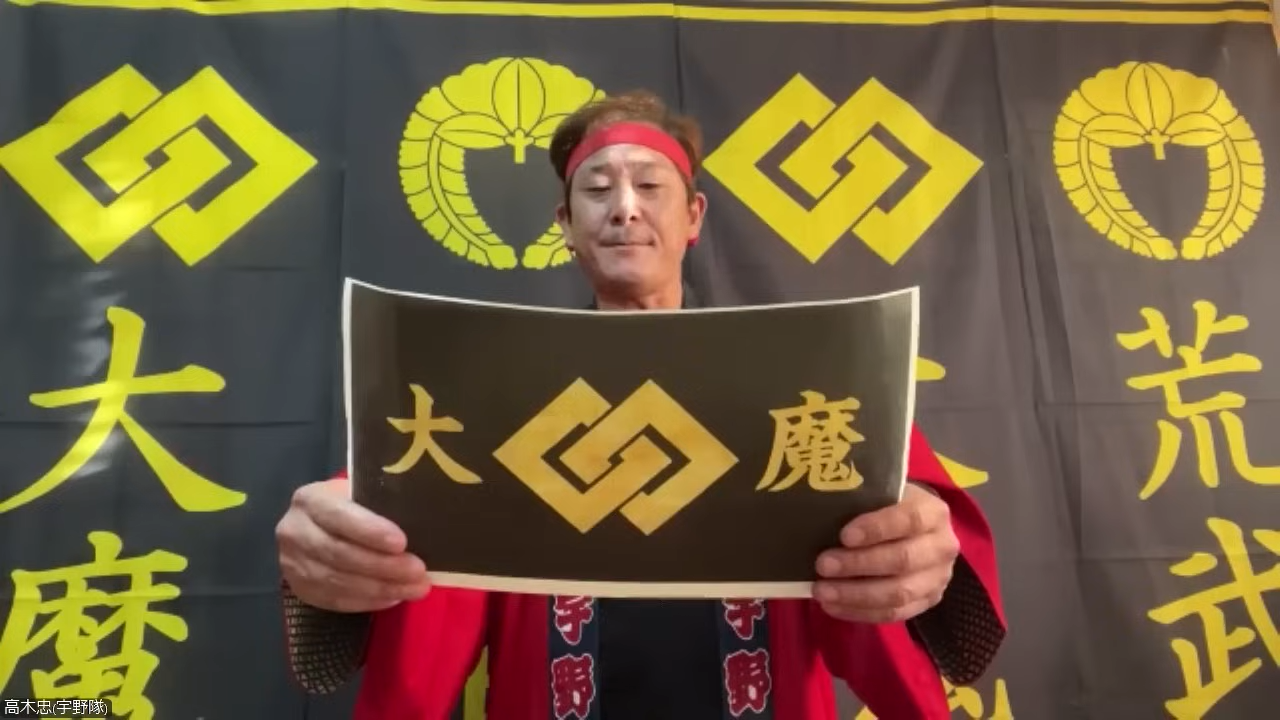 大魔
荒武
大 魔
宇野
宇野
高木忠(宇野隊)